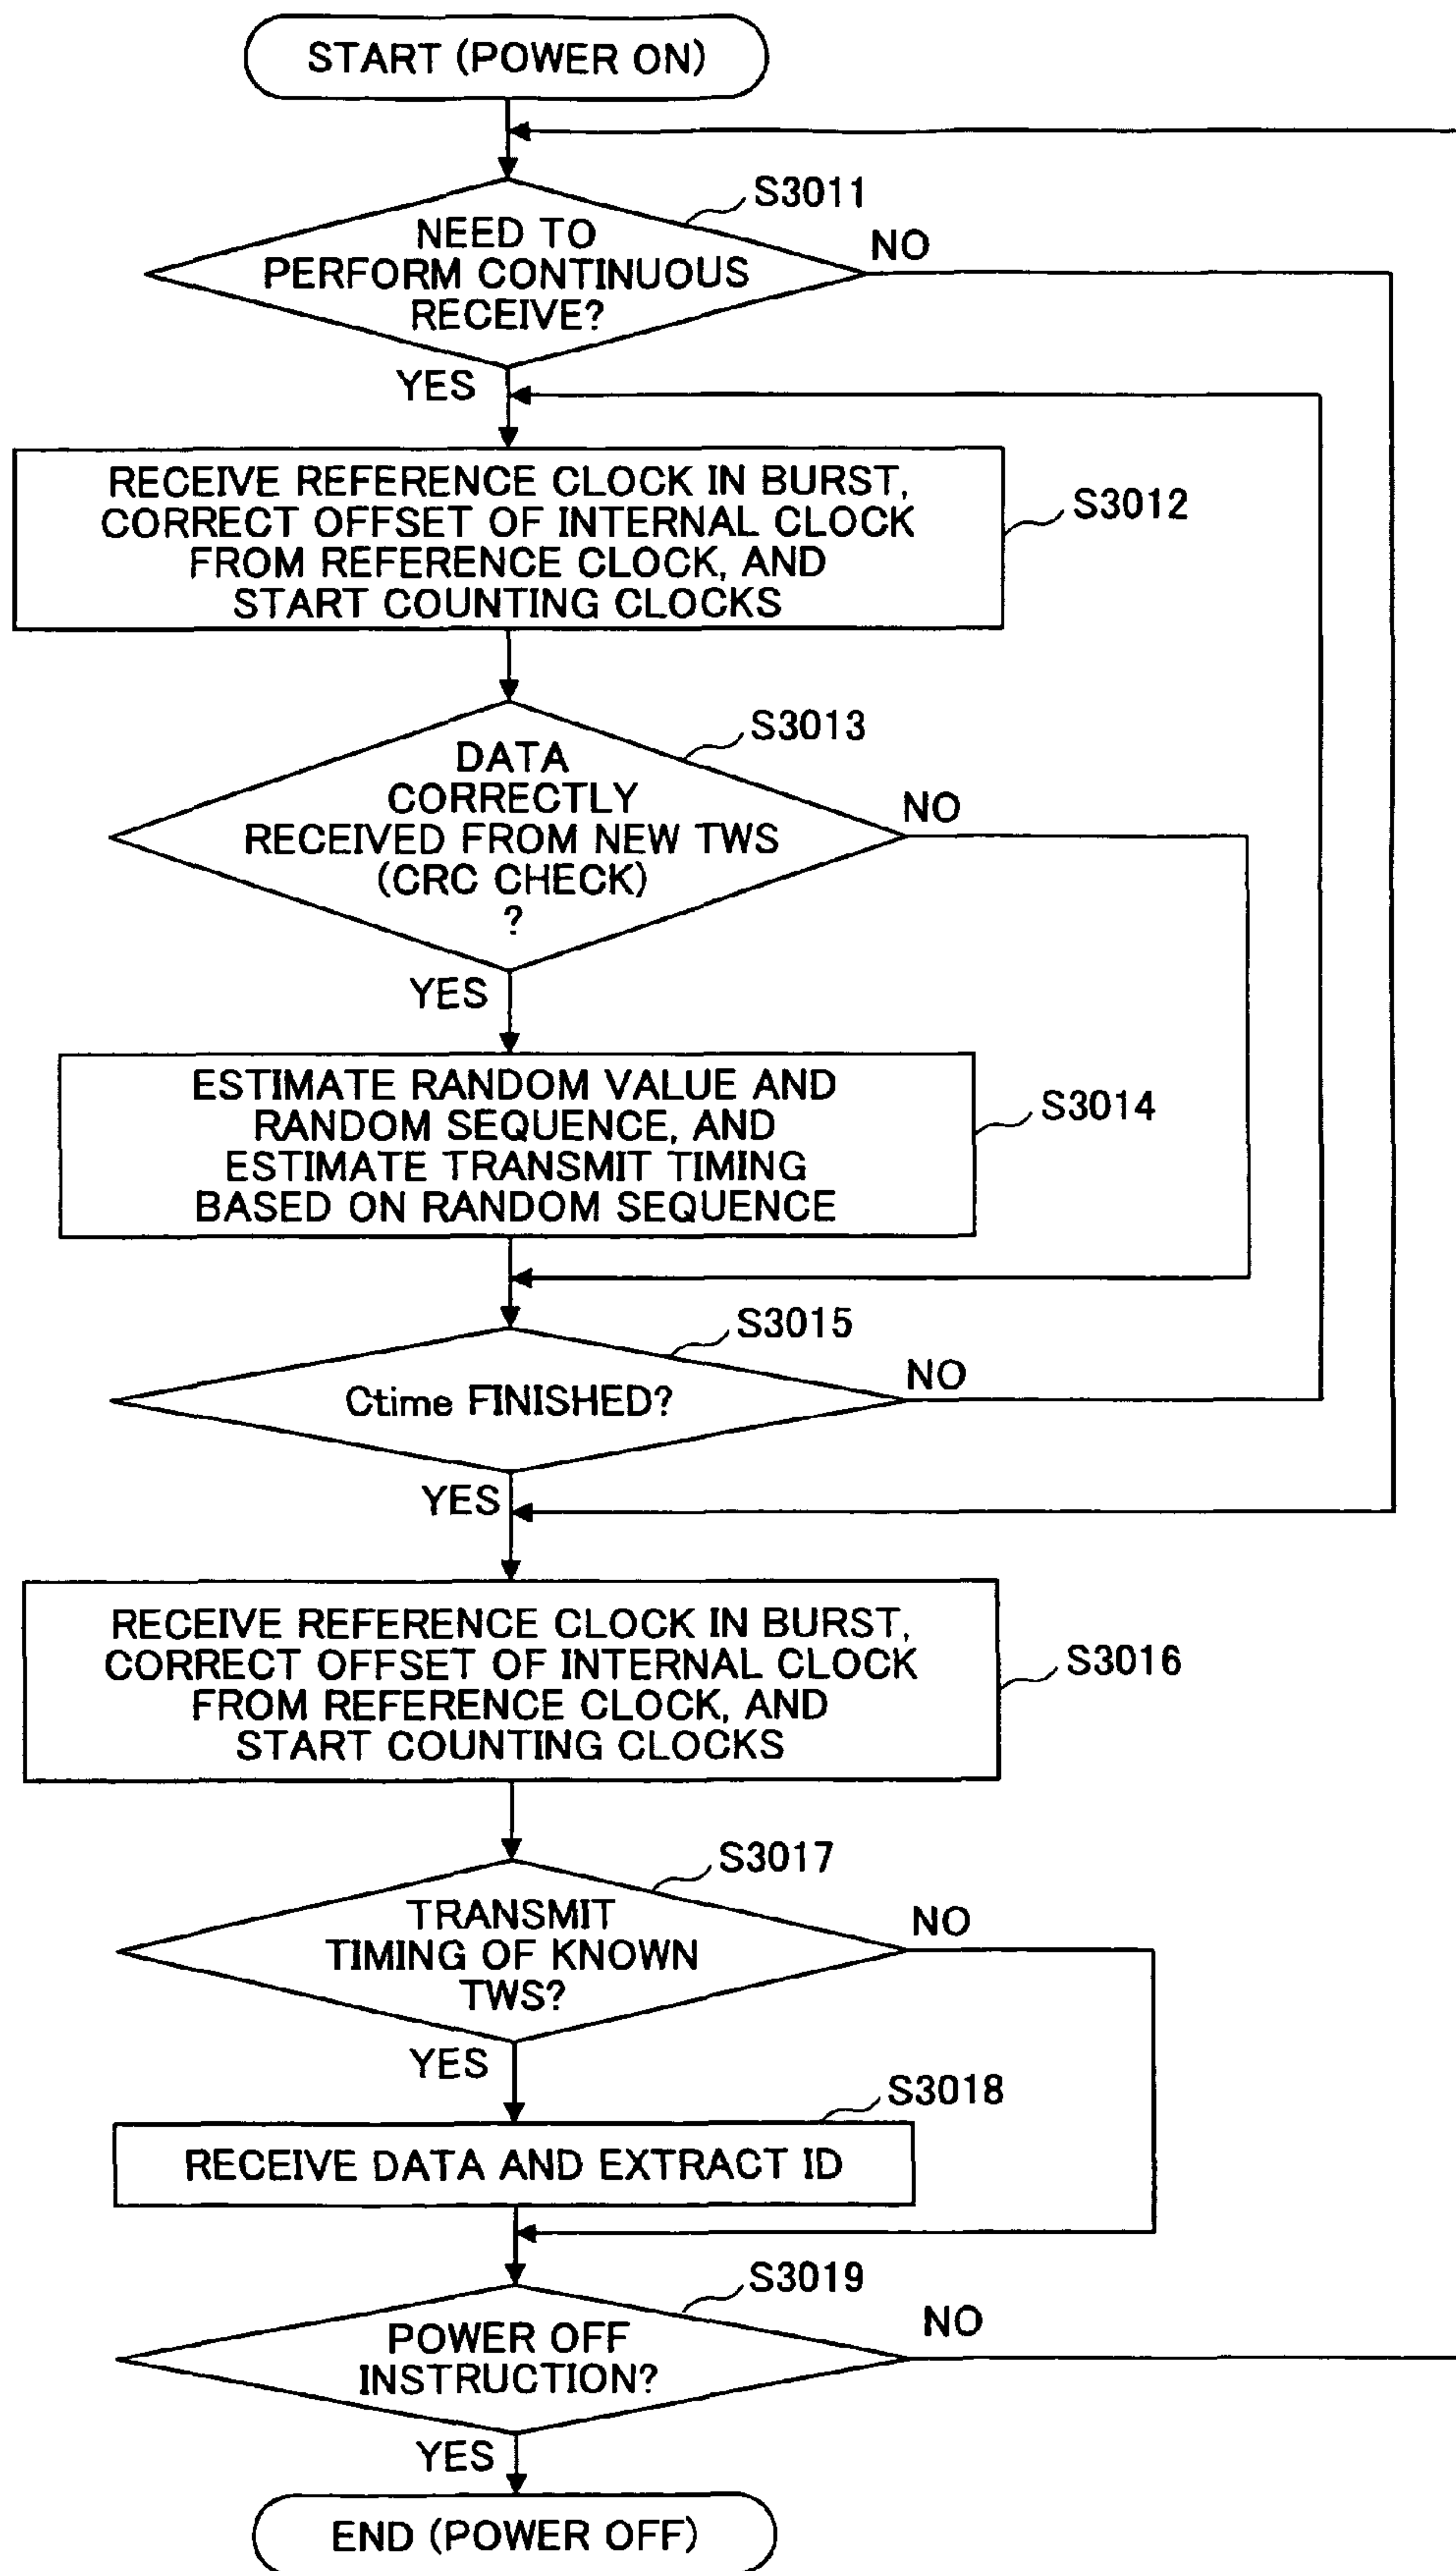 START (POWER ON)
S3011
NEED TO
PERFORM CONTINUOUS
RECEIVE?
NO
YES
RECEIVE REFERENCE CLOCK IN BURST,
CORRECT OFFSET OF INTERNAL CLOCK
FROM REFERENCE CLOCK, AND
START COUNTING CLOCKS
S3012
S3013
DATA
CORRECTLY
RECEIVED FROM NEW TWS
(CRC CHECK)
?
NO
YES
ESTIMATE RANDOM VALUE AND
RANDOM SEQUENCE, AND
ESTIMATE TRANSMIT TIMING
BASED ON RANDOM SEQUENCE
S3014
S3015
Ctime FINISHED?
NO
YES
RECEIVE REFERENCE CLOCK IN BURST,
CORRECT OFFSET OF INTERNAL CLOCK
FROM REFERENCE CLOCK, AND
START COUNTING CLOCKS
S3016
S3017
TRANSMIT
TIMING OF KNOWN
TWS?
NO
YES
S3018
RECEIVE DATA AND EXTRACT ID
S3019
POWER OFF
INSTRUCTION?
NO
YES
END (POWER OFF)